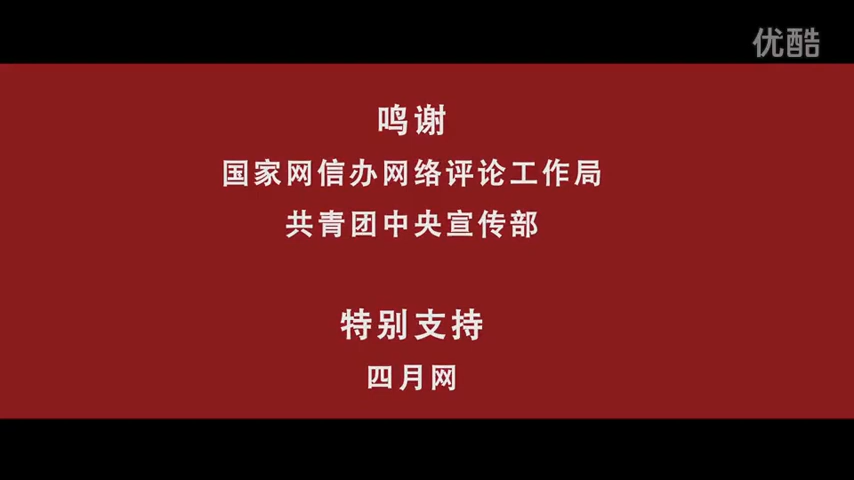 优酷
鸣谢
国家网信办网络评论工作局
共青团中央宣传部
特别支持
四月网